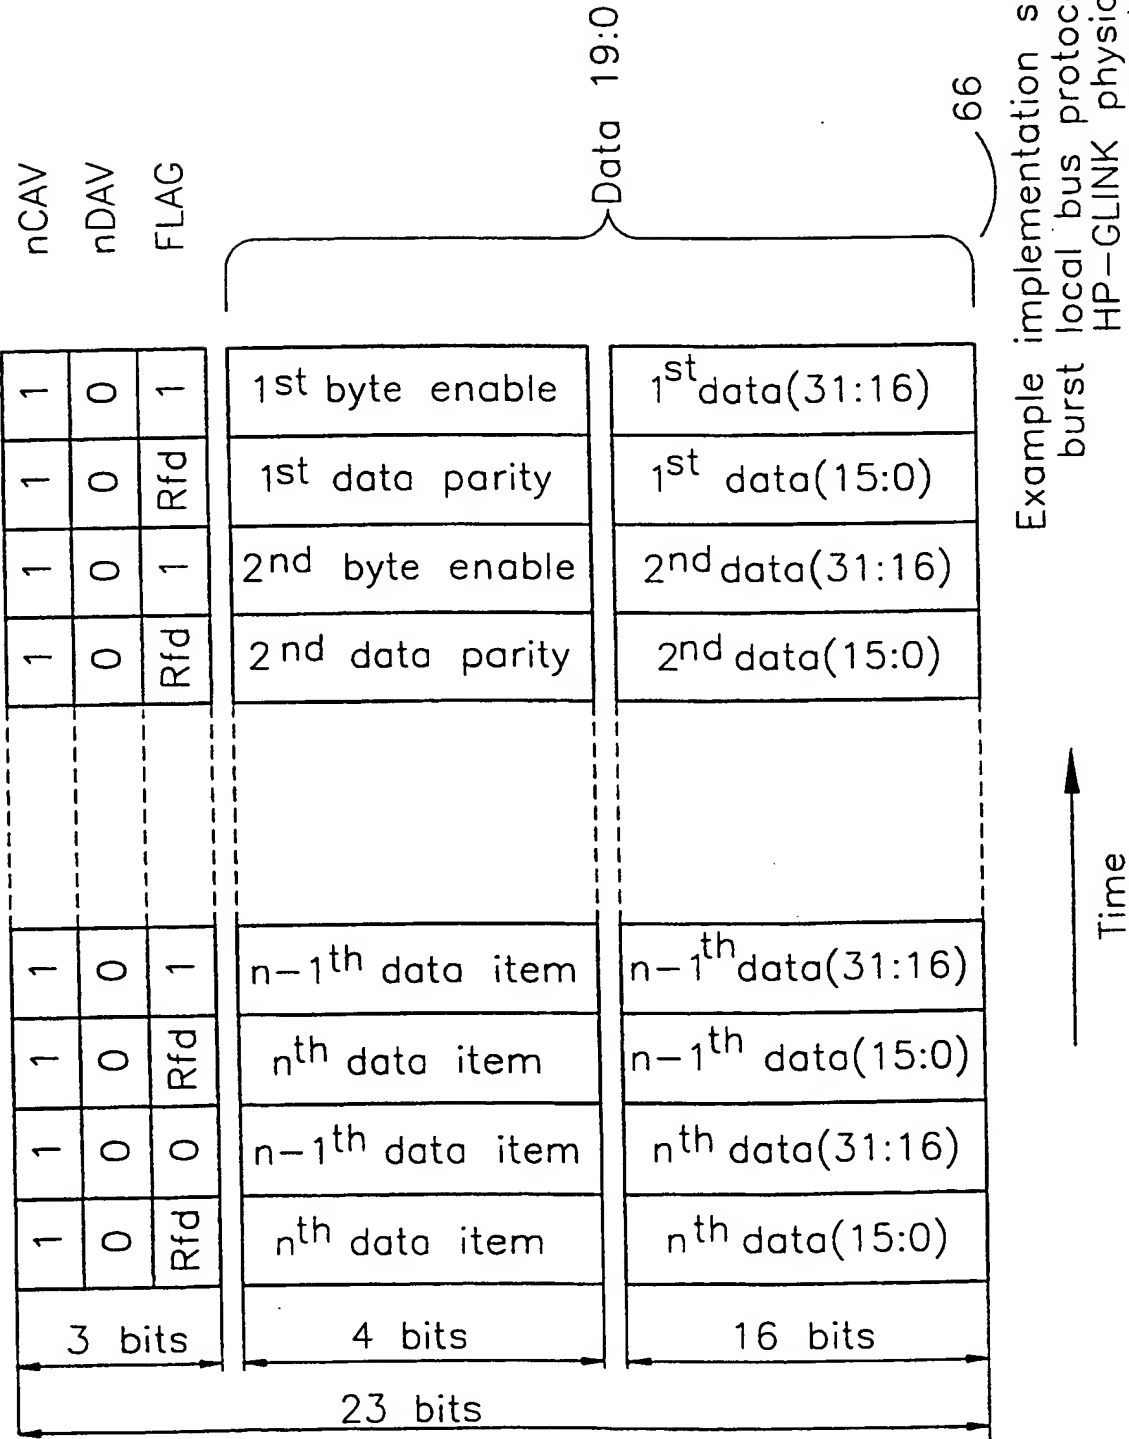 nCAV
nDAV
FLAG
1 0 1 1st byte enable 1st data(31:16)
1 0 Rfd 1st data parity 1st data(15:0)
1 0 1 2nd byte enable 2nd data(31:16)
1 0 Rfd 2nd data parity 2nd data(15:0)
1 0 1 n-1th data item n-1th data(31:16)
1 0 Rfd nth data item n-1th data(15:0)
1 0 0 n-1th data item nth data(31:16)
1 0 Rfd nth data item nth data(15:0)
3 bits 4 bits 16 bits
23 bits
Data 19:0
66
Time
Example implementation s
burst local bus protoc
HP-GLINK physic